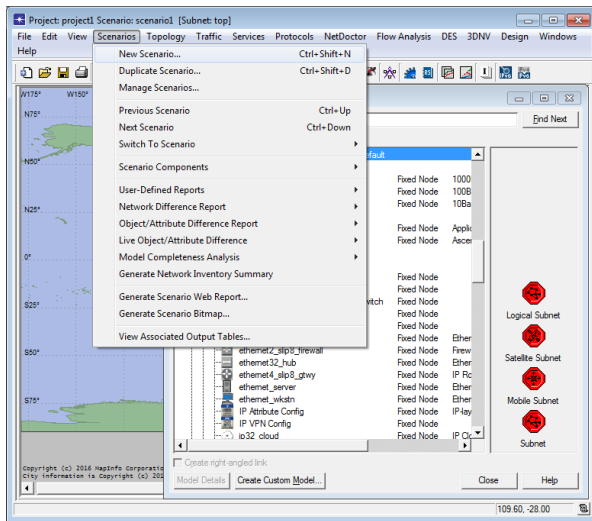 Project: project1 Scenario: scenario1 [Subnet: top]
File Edit View Scenarios Topology Traffic Services Protocols NetDoctor Flow Analysis DES 3DNV Design Windows
Help
New Scenario... Ctrl+Shift+N
Duplicate Scenario... Ctrl+Shift+D
Manage Scenarios...
Previous Scenario Ctrl+Up
Next Scenario Ctrl+Down
Switch To Scenario
Scenario Components
User-Defined Reports
Network Difference Report
Object/Attribute Difference Report
Live Object/Attribute Difference
Model Completeness Analysis
Generate Network Inventory Summary
Generate Scenario Web Report...
Generate Scenario Bitmap...
View Associated Output Tables...
W175° W150°
N75°
N50°
N25°
0°
S25°
S50°
S75°
Find Next
efault
Fixed Node 1000
Fixed Node 100B
Fixed Node 10Ba
Fixed Node Applic
Fixed Node Ascen
Fixed Node
Fixed Node
witch Fixed Node
Fixed Node
Fixed Node Ether
ethernet2_slip8_firewall Fixed Node Firew
ethernet32_hub Fixed Node Ether
ethernet4_slip8_gtwy Fixed Node IP Ro
ethernet_server Fixed Node Ether
ethernet_wkstn Fixed Node Ether
IP Attribute Config Fixed Node IP-lay
IP VPN Config Fixed Node
ip32_cloud Fixed Node IP Clo
Logical Subnet
Satellite Subnet
Mobile Subnet
Subnet
Create right-angled link
Model Details Create Custom Model... Close Help
Copyright (c) 2016 MapInfo Corporatio
City information is Copyright (c) 201
109.60, -28.00